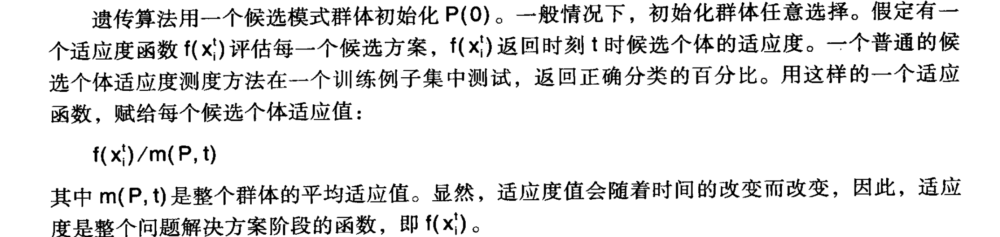 遗传算法用一个候选模式群体初始化 P(0)。一般情况下，初始化群体任意选择。假定有一
个适应度函数 f(xᵢᵗ)评估每一个候选方案，f(xᵢᵗ)返回时刻 t 时候选个体的适应度。一个普通的候
选个体适应度测度方法在一个训练例子集中测试，返回正确分类的百分比。用这样的一个适应
函数，赋给每个候选个体适应值：
f(xᵢᵗ)/m(P,t)
其中 m(P,t)是整个群体的平均适应值。显然，适应度值会随着时间的改变而改变，因此，适应
度是整个问题解决方案阶段的函数，即 f(xᵢᵗ)。